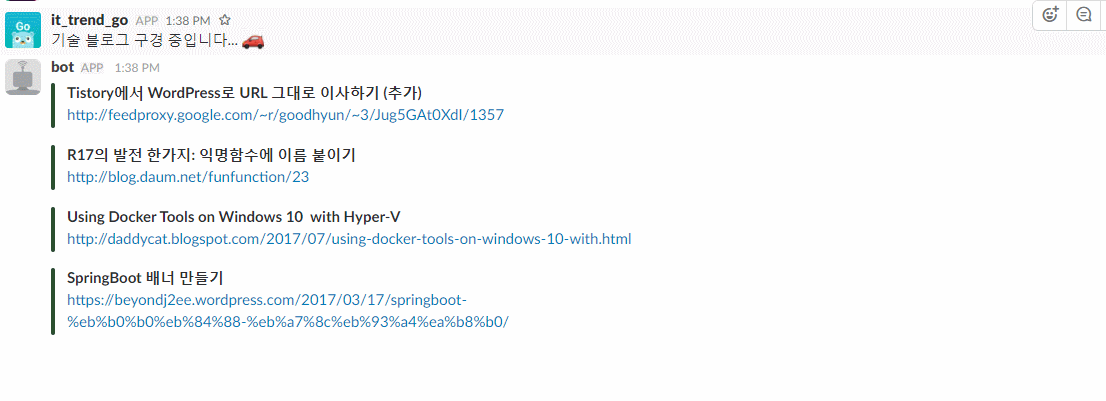 Go
it_trend_go APP 1:38 PM
기술 블로그 구경 중입니다...
bot APP 1:38 PM
Tistory에서 WordPress로 URL 그대로 이사하기 (추가)
http://feedproxy.google.com/~r/goodhyun/~3/Jug5GAt0XdI/1357
R17의 발전 한가지: 익명함수에 이름 붙이기
http://blog.daum.net/funfunction/23
Using Docker Tools on Windows 10 with Hyper-V
http://daddycat.blogspot.com/2017/07/using-docker-tools-on-windows-10-with.html
SpringBoot 배너 만들기
https://beyondj2ee.wordpress.com/2017/03/17/springboot-
%eb%b0%b0%eb%84%88-%eb%a7%8c%eb%93%a4%ea%b8%b0/